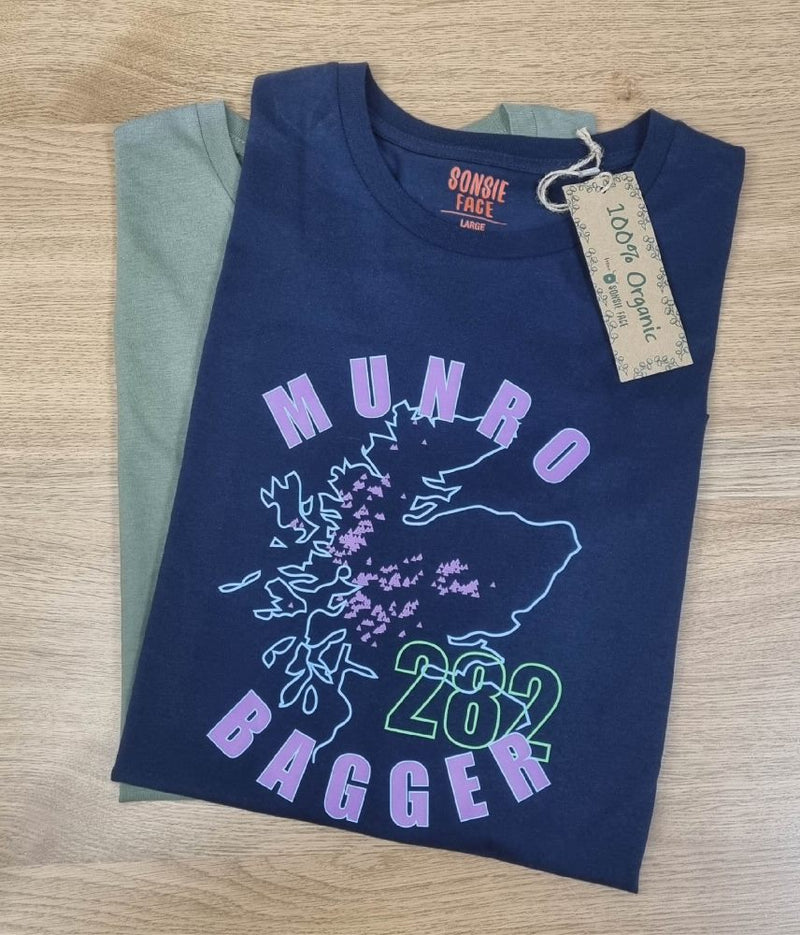 SONSIE
FACE
LARGE
100% Organic
SONSIE FACE
MUNRO
282
BAGGER